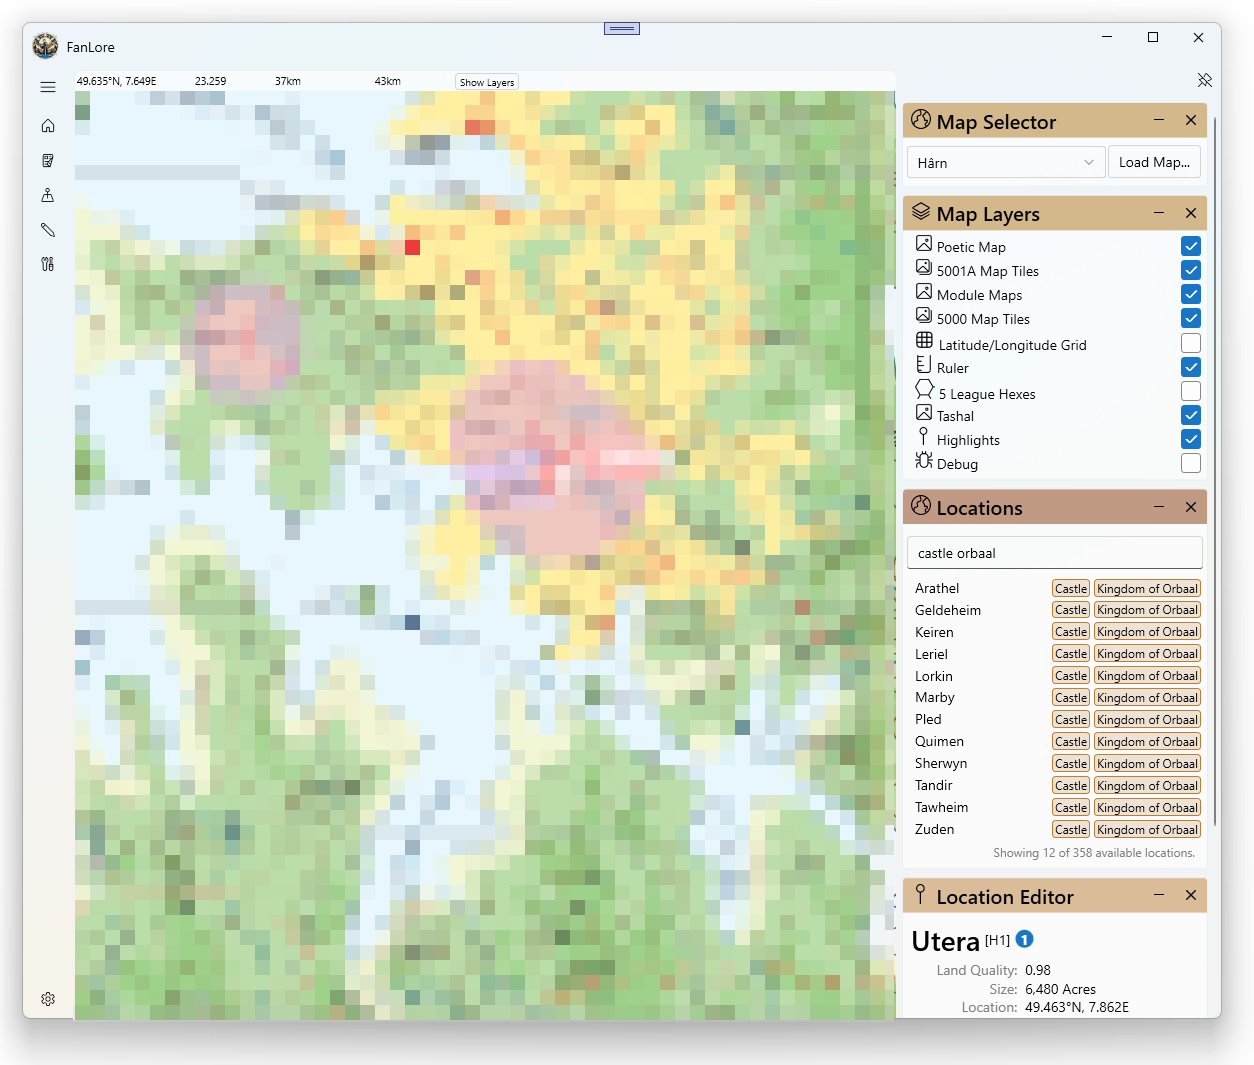 FanLore
49.635°N, 7.649E 23.259 37km 43km Show Layers
Map Selector
Hârn Load Map...
Map Layers
Poetic Map
5001A Map Tiles
Module Maps
5000 Map Tiles
Latitude/Longitude Grid
Ruler
5 League Hexes
Tashal
Highlights
Debug
Locations
castle orbaal
Arathel Castle Kingdom of Orbaal
Geldeheim Castle Kingdom of Orbaal
Keiren Castle Kingdom of Orbaal
Leriel Castle Kingdom of Orbaal
Lorkin Castle Kingdom of Orbaal
Marby Castle Kingdom of Orbaal
Pled Castle Kingdom of Orbaal
Quimen Castle Kingdom of Orbaal
Sherwyn Castle Kingdom of Orbaal
Tandir Castle Kingdom of Orbaal
Tawheim Castle Kingdom of Orbaal
Zuden Castle Kingdom of Orbaal
Showing 12 of 358 available locations.
Location Editor
Utera [H1] 1
Land Quality: 0.98
Size: 6,480 Acres
Location: 49.463°N, 7.862E